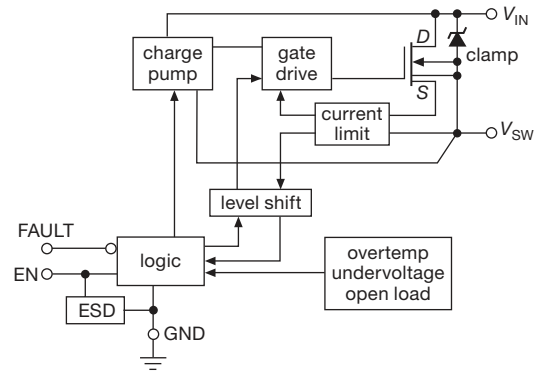 V_IN
D
charge
pump
gate
drive
clamp
S
current
limit
V_SW
level shift
FAULT
logic
EN
overtemp
undervoltage
open load
ESD
GND